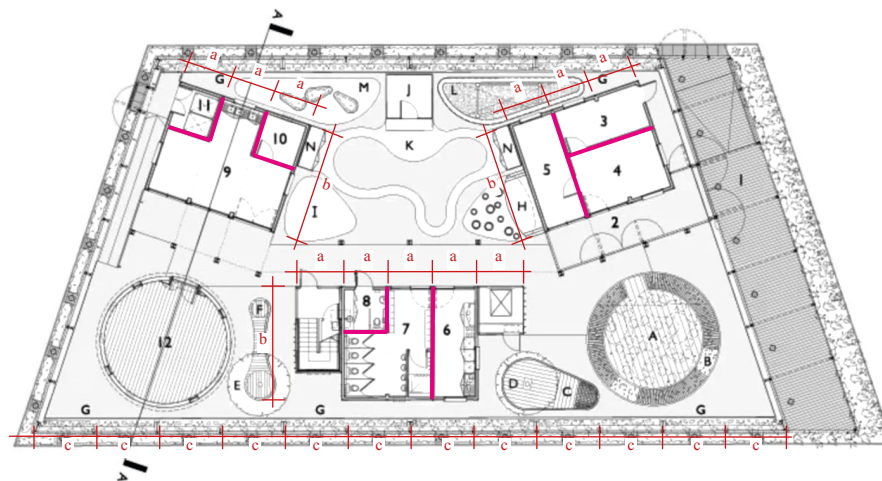 A
G a a a M J L a a a G
11 10 N K N 5 3 4 1
9 b I b H 2
a a a a a
12 F 8 7 6 A
b E D C B
G G G
c c c c c c c c c c c c
A